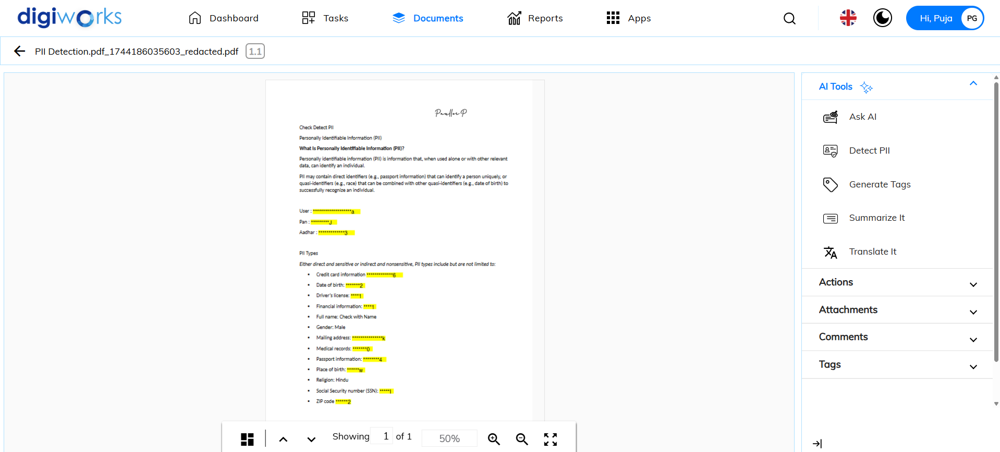 digiworks
Dashboard
Tasks
Documents
Reports
Apps
Hi, Puja
PG
PII Detection.pdf_1744186035603_redacted.pdf
1.1
Check Detect PII
Personally Identifiable Information (PII)
What Is Personally Identifiable Information (PII)?
Personally identifiable information (PII) is information that, when used alone or with other relevant
data, can identify an individual.
PII may contain direct identifiers (e.g., passport information) that can identify a person uniquely, or
quasi-identifiers (e.g., race) that can be combined with other quasi-identifiers (e.g., date of birth) to
successfully recognize an individual.
User : *******************a
Pan : *********J
Aadhar : *************3
PII Types
Either direct and sensitive or indirect and nonsensitive, PII types include but are not limited to:
• Credit card information *************6
• Date of birth: *******2
• Driver's license: ****1
• Financial information: ****1
• Full name: Check with Name
• Gender: Male
• Mailing address: ***************k
• Medical records: *******0
• Passport information: ********4
• Place of birth: ******w
• Religion: Hindu
• Social Security number (SSN): *****l
• ZIP code ******2
Showing 1 of 1
50%
AI Tools
Ask AI
Detect PII
Generate Tags
Summarize It
Translate It
Actions
Attachments
Comments
Tags